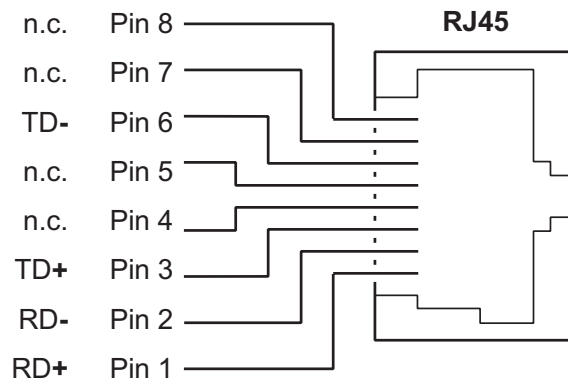 n.c. Pin 8 RJ45
n.c. Pin 7
TD- Pin 6
n.c. Pin 5
n.c. Pin 4
TD+ Pin 3
RD- Pin 2
RD+ Pin 1